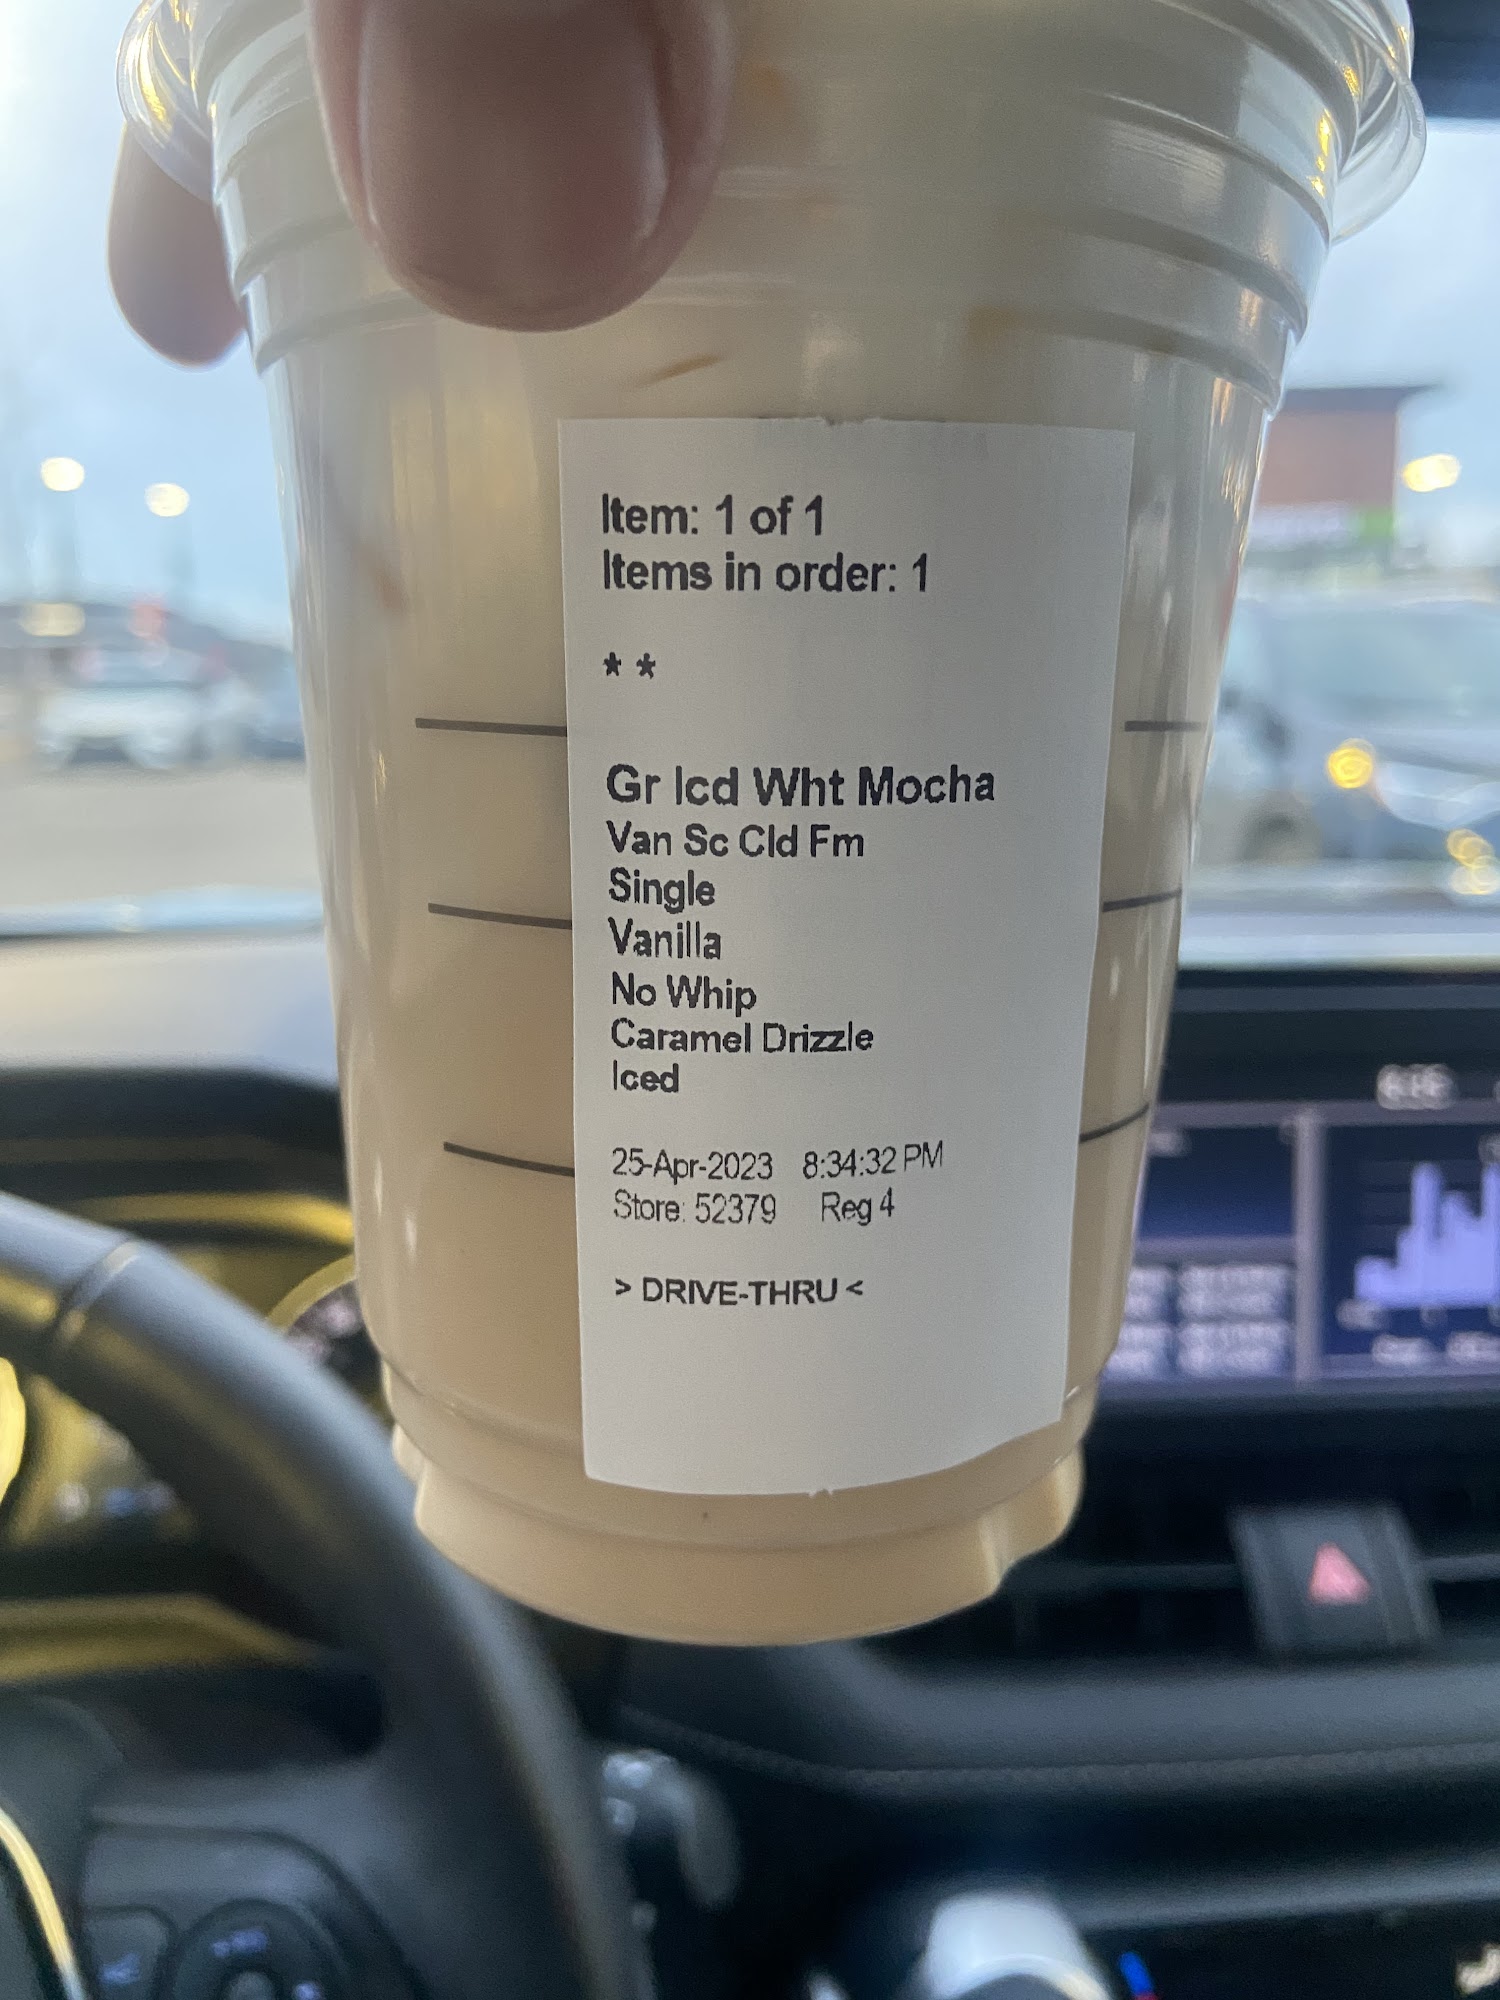 Item: 1 of 1
Items in order: 1
* *
Gr Icd Wht Mocha
Van Sc Cld Fm
Single
Vanilla
No Whip
Caramel Drizzle
Iced
25-Apr-2023 8:34:32 PM
Store: 52379 Reg 4
> DRIVE-THRU <